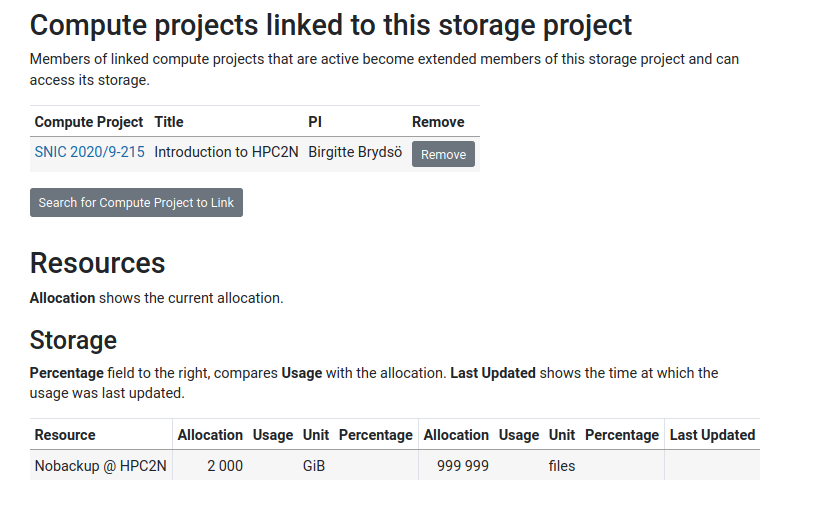 Compute projects linked to this storage project
Members of linked compute projects that are active become extended members of this storage project and can
access its storage.
Compute Project Title PI Remove
SNIC 2020/9-215 Introduction to HPC2N Birgitte Brydsö Remove
Search for Compute Project to Link
Resources
Allocation shows the current allocation.
Storage
Percentage field to the right, compares Usage with the allocation. Last Updated shows the time at which the
usage was last updated.
Resource Allocation Usage Unit Percentage Allocation Usage Unit Percentage Last Updated
Nobackup @ HPC2N 2 000 GiB 999 999 files